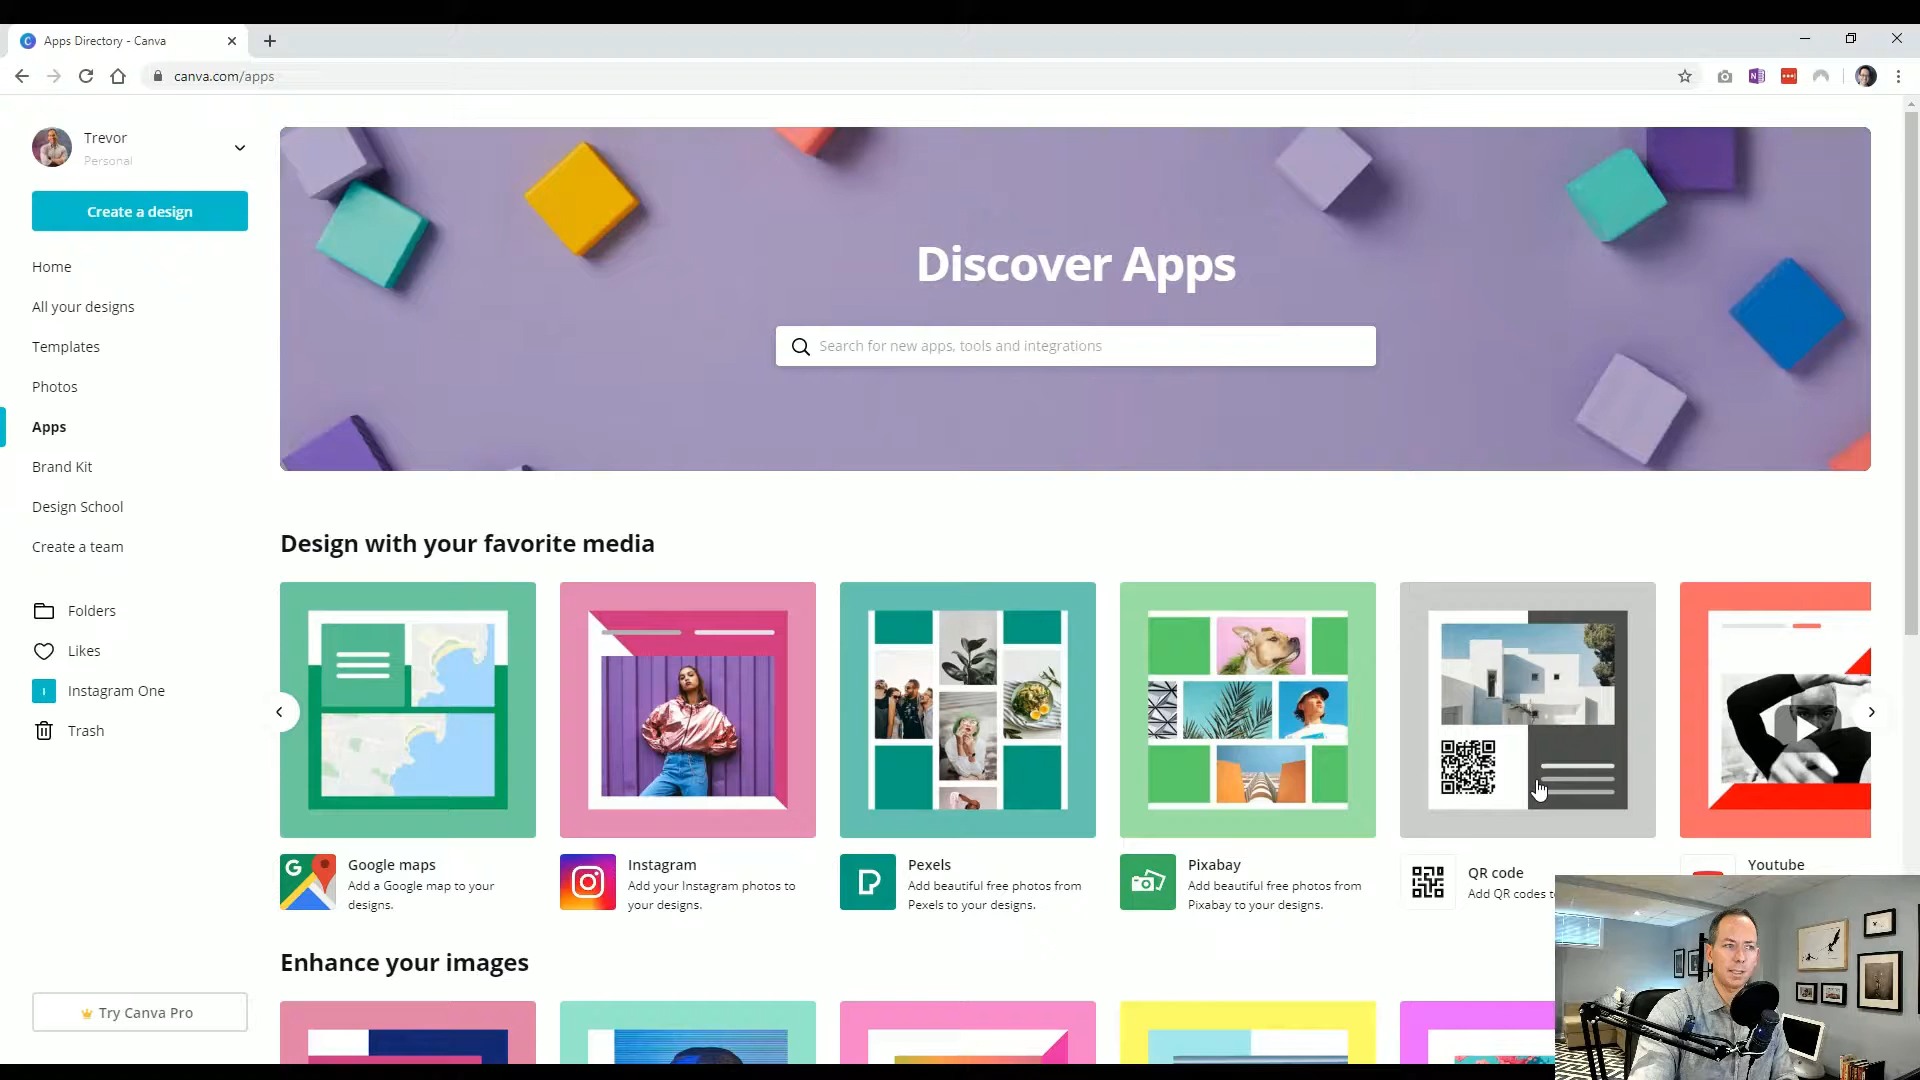 Apps Directory - Canva
canva.com/apps
Trevor
Personal
Create a design
Home
All your designs
Templates
Photos
Apps
Brand Kit
Design School
Create a team
Folders
Likes
Instagram One
Trash
Try Canva Pro
Discover Apps
Search for new apps, tools and integrations
Design with your favorite media
Google maps
Add a Google map to your
designs.
Instagram
Add your Instagram photos to
your designs.
Pexels
Add beautiful free photos from
Pexels to your designs.
Pixabay
Add beautiful free photos from
Pixabay to your designs.
QR code
Add QR codes to
Youtube
Enhance your images